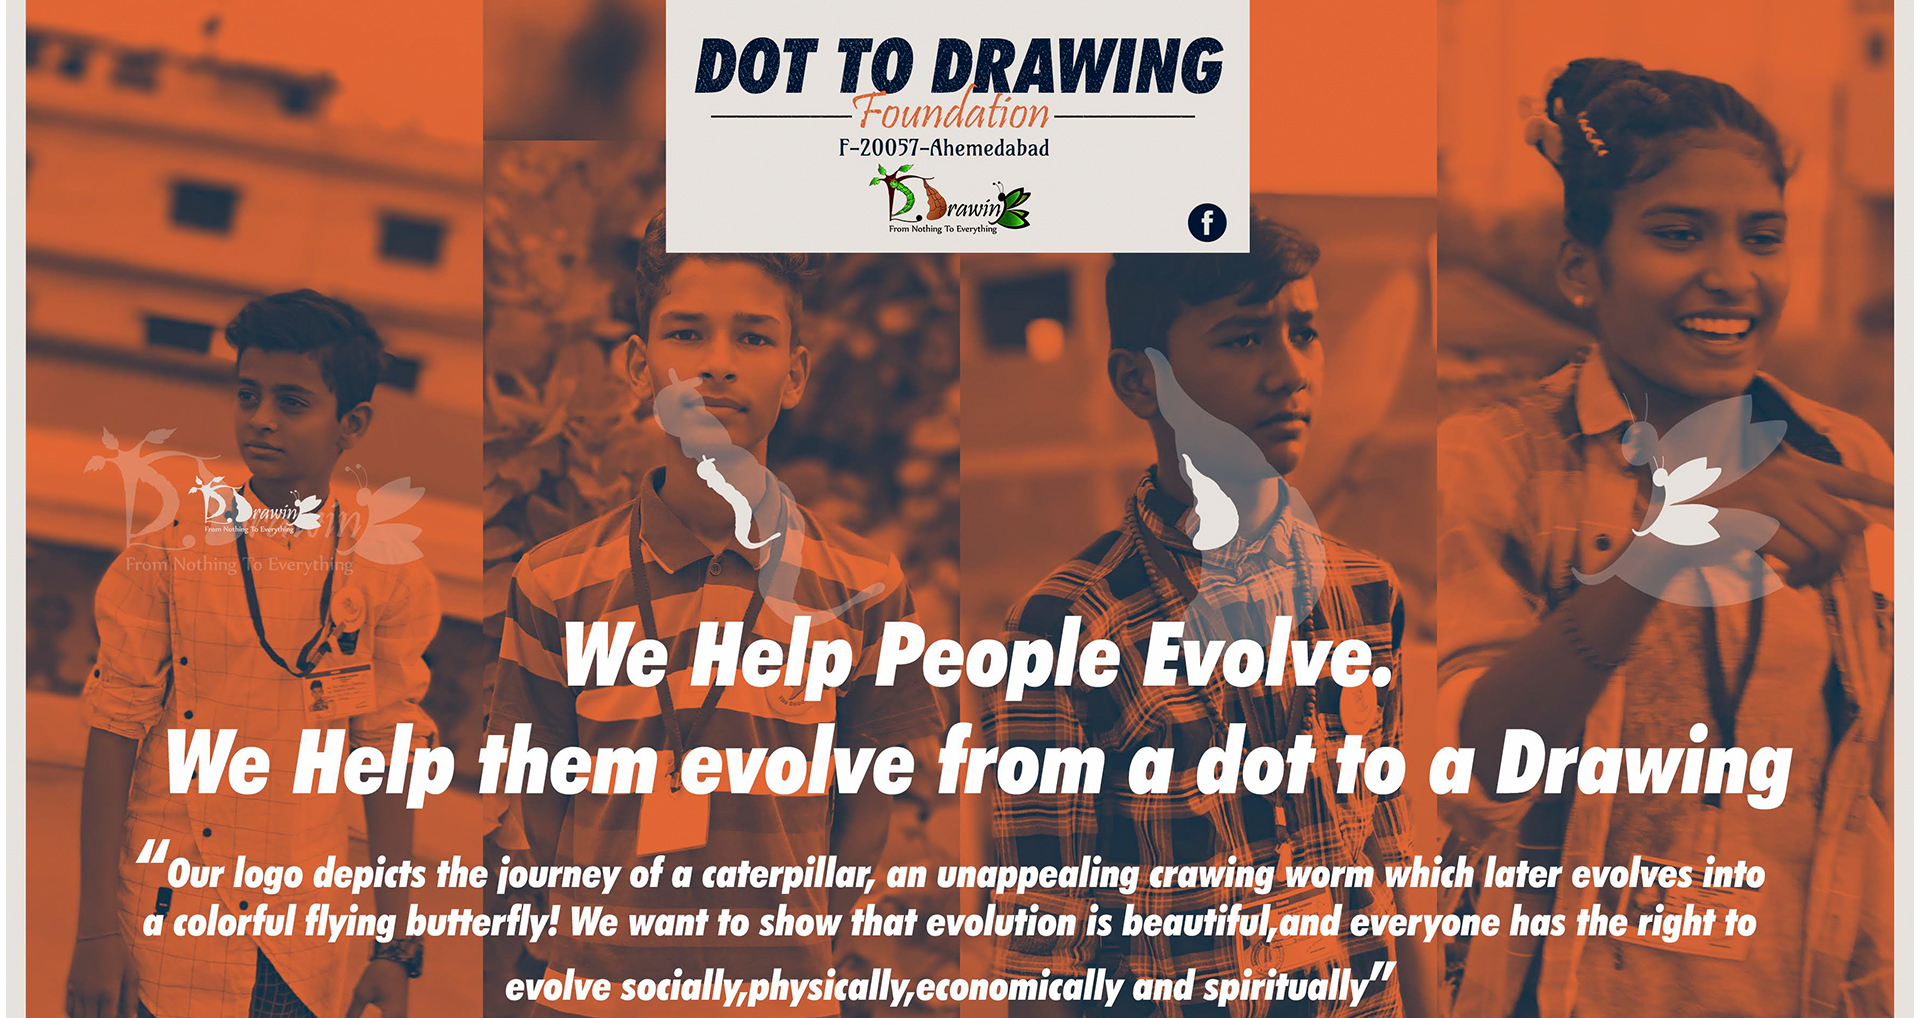 DOT TO DRAWING
Foundation
F-20057-Ahemedabad
D.Drawing
From Nothing To Everything
f
D.Drawing
From Nothing To Everything
D.Drawing
From Nothing To Everything
We Help People Evolve.
We Help them evolve from a dot to a Drawing
“Our logo depicts the journey of a caterpillar, an unappealing crawing worm which later evolves into
a colorful flying butterfly! We want to show that evolution is beautiful,and everyone has the right to
evolve socially,physically,economically and spiritually”